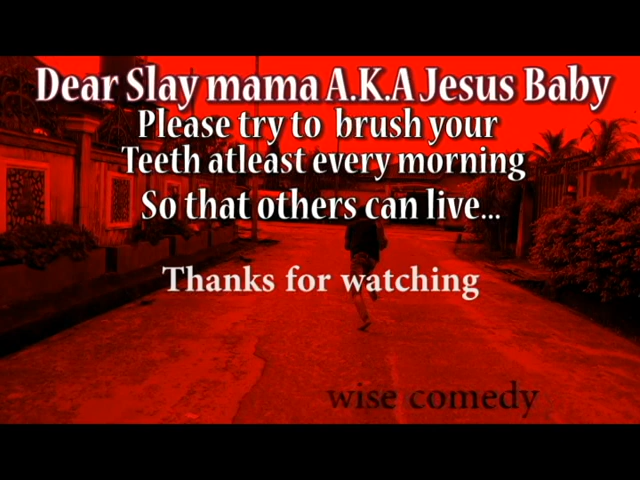 Dear Slay mama A.K.A Jesus Baby
Please try to brush your
Teeth atleast every morning
So that others can live...
Thanks for watching
wise comedy